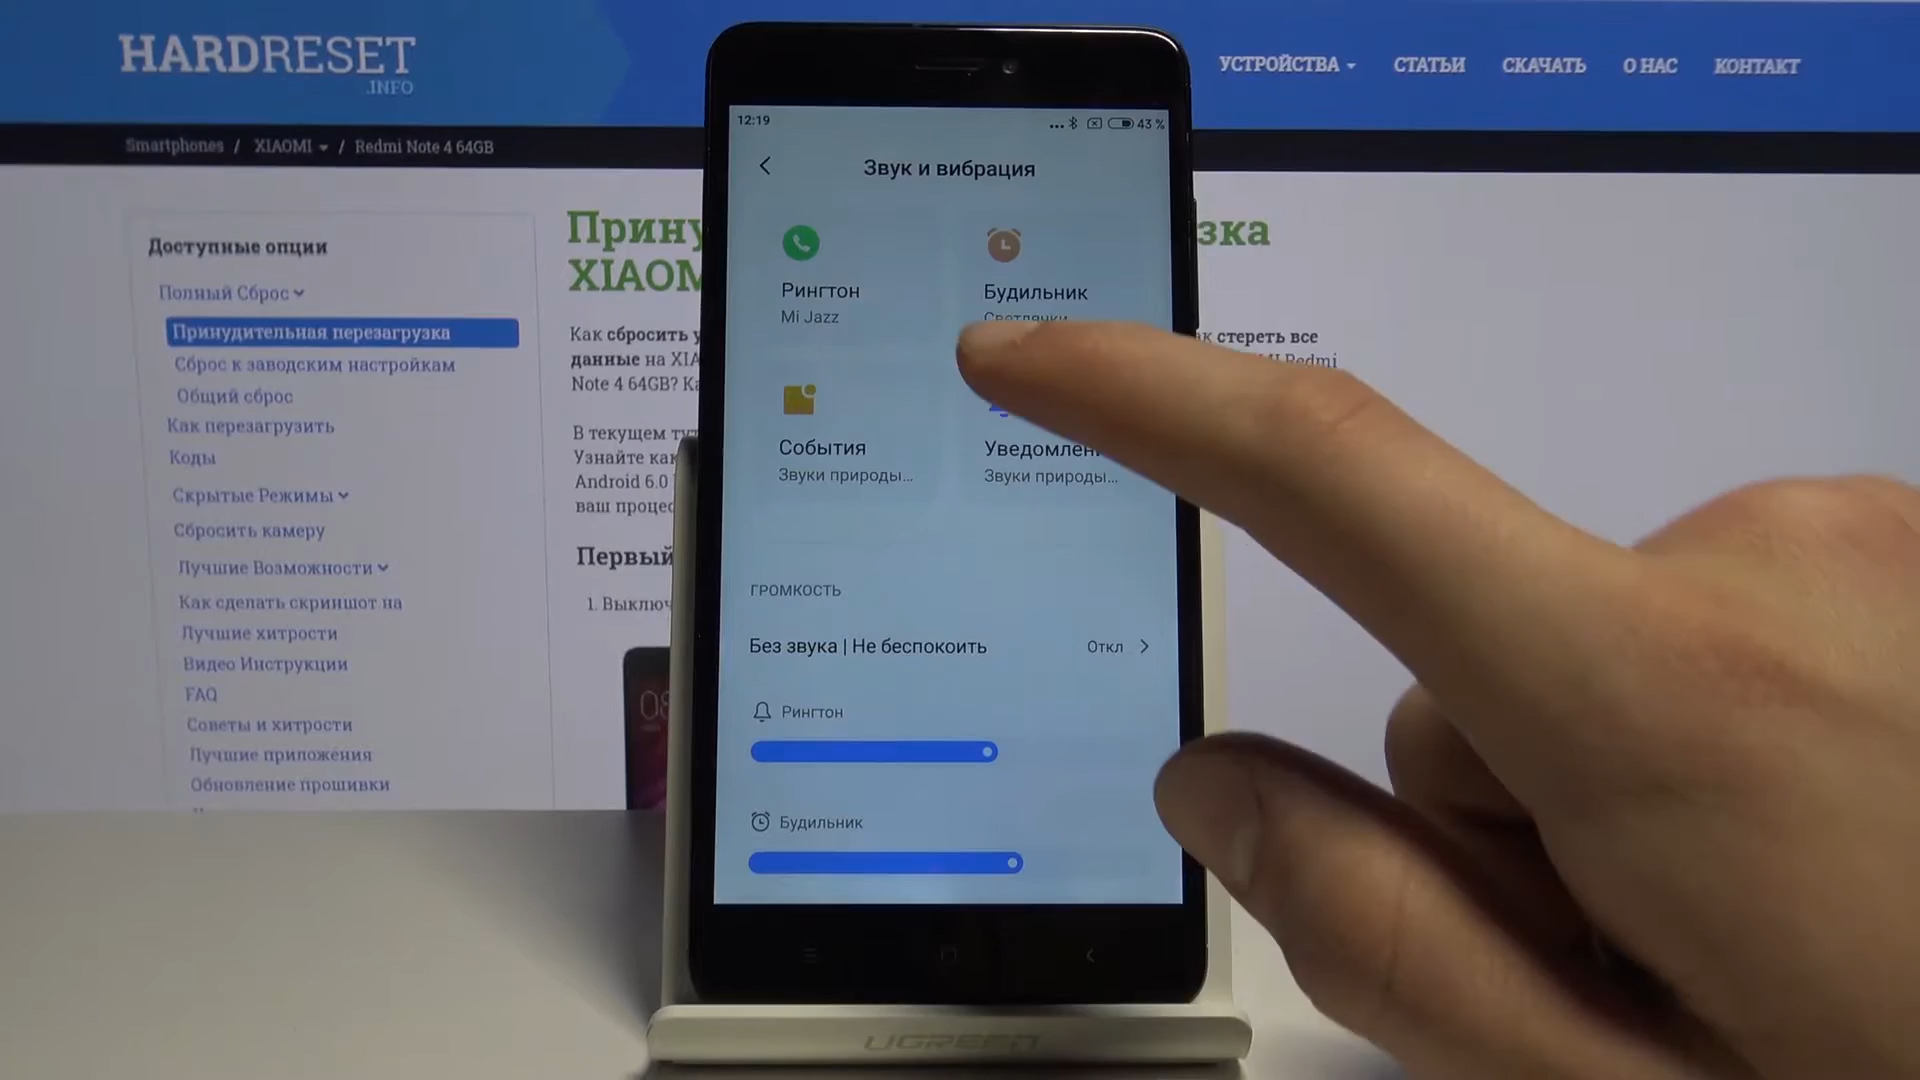 HARDRESET
.INFO
УСТРОЙСТВА
СТАТЬИ
СКАЧАТЬ
О НАС
КОНТАКТ
Smartphones / XIAOMI / Redmi Note 4 64GB
Доступные опции
Полный Сброс
Принудительная перезагрузка
Сброс к заводским настройкам
Общий сброс
Как перезагрузить
Коды
Скрытые Режимы
Сбросить камеру
Лучшие Возможности
Как сделать скриншот на
Лучшие хитрости
Видео Инструкции
FAQ
Советы и хитрости
Лучшие приложения
Обновление прошивки
Прину
зка
XIAOM
Как сбросить у
к стереть все
данные на XIA
Redmi
Note 4 64GB? Ка
В текущем ту
Узнайте как
Android 6.0
ваш процес
Первый
1. Выключ
12:19
43 %
Звук и вибрация
Рингтон
Mi Jazz
Будильник
Светлячки
События
Звуки природы...
Уведомлен
Звуки природы...
ГРОМКОСТЬ
Без звука | Не беспокоить
Откл
Рингтон
Будильник
UGREEN